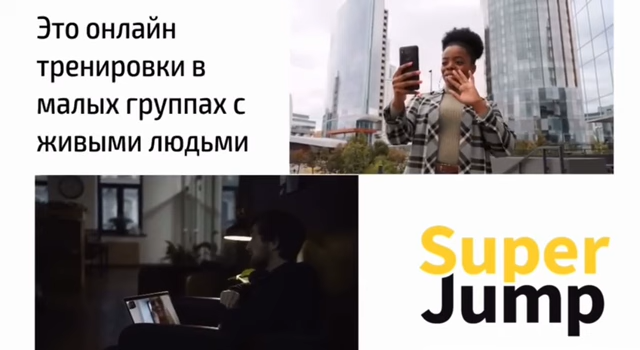 Это онлайн
тренировки в
малых группах с
живыми людьми
Super
Jump